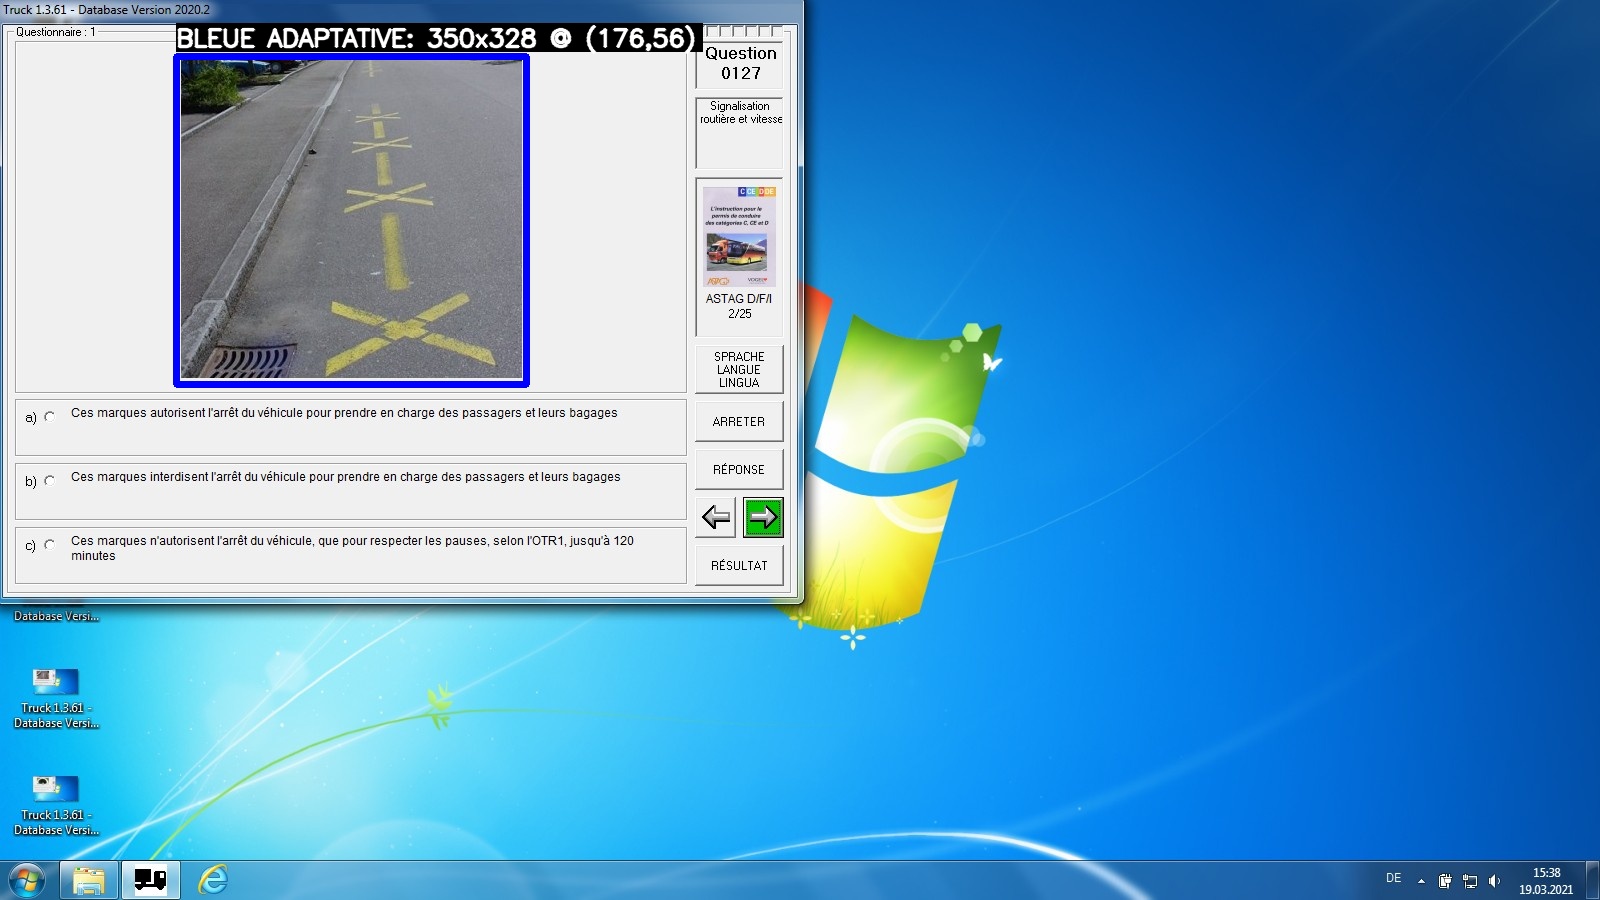 Truck 1.3.61 - Database Version 2020.2
Questionnaire : 1
BLEUE ADAPTATIVE: 350x328 @ (176,56)
Question
0127
Signalisation
routière et vitesse
C CE D DE
L'instruction pour le
permis de conduire
des catégories C, CE et D
ASTAG D/F/I
2/25
SPRACHE
LANGUE
LINGUA
ARRETER
RÉPONSE
RÉSULTAT
a) Ces marques autorisent l'arrêt du véhicule pour prendre en charge des passagers et leurs bagages
b) Ces marques interdisent l'arrêt du véhicule pour prendre en charge des passagers et leurs bagages
c) Ces marques n'autorisent l'arrêt du véhicule, que pour respecter les pauses, selon l'OTR1, jusqu'à 120
minutes
Database Versi...
Truck 1.3.61 -
Database Versi...
Truck 1.3.61 -
Database Versi...
DE
15:38
19.03.2021